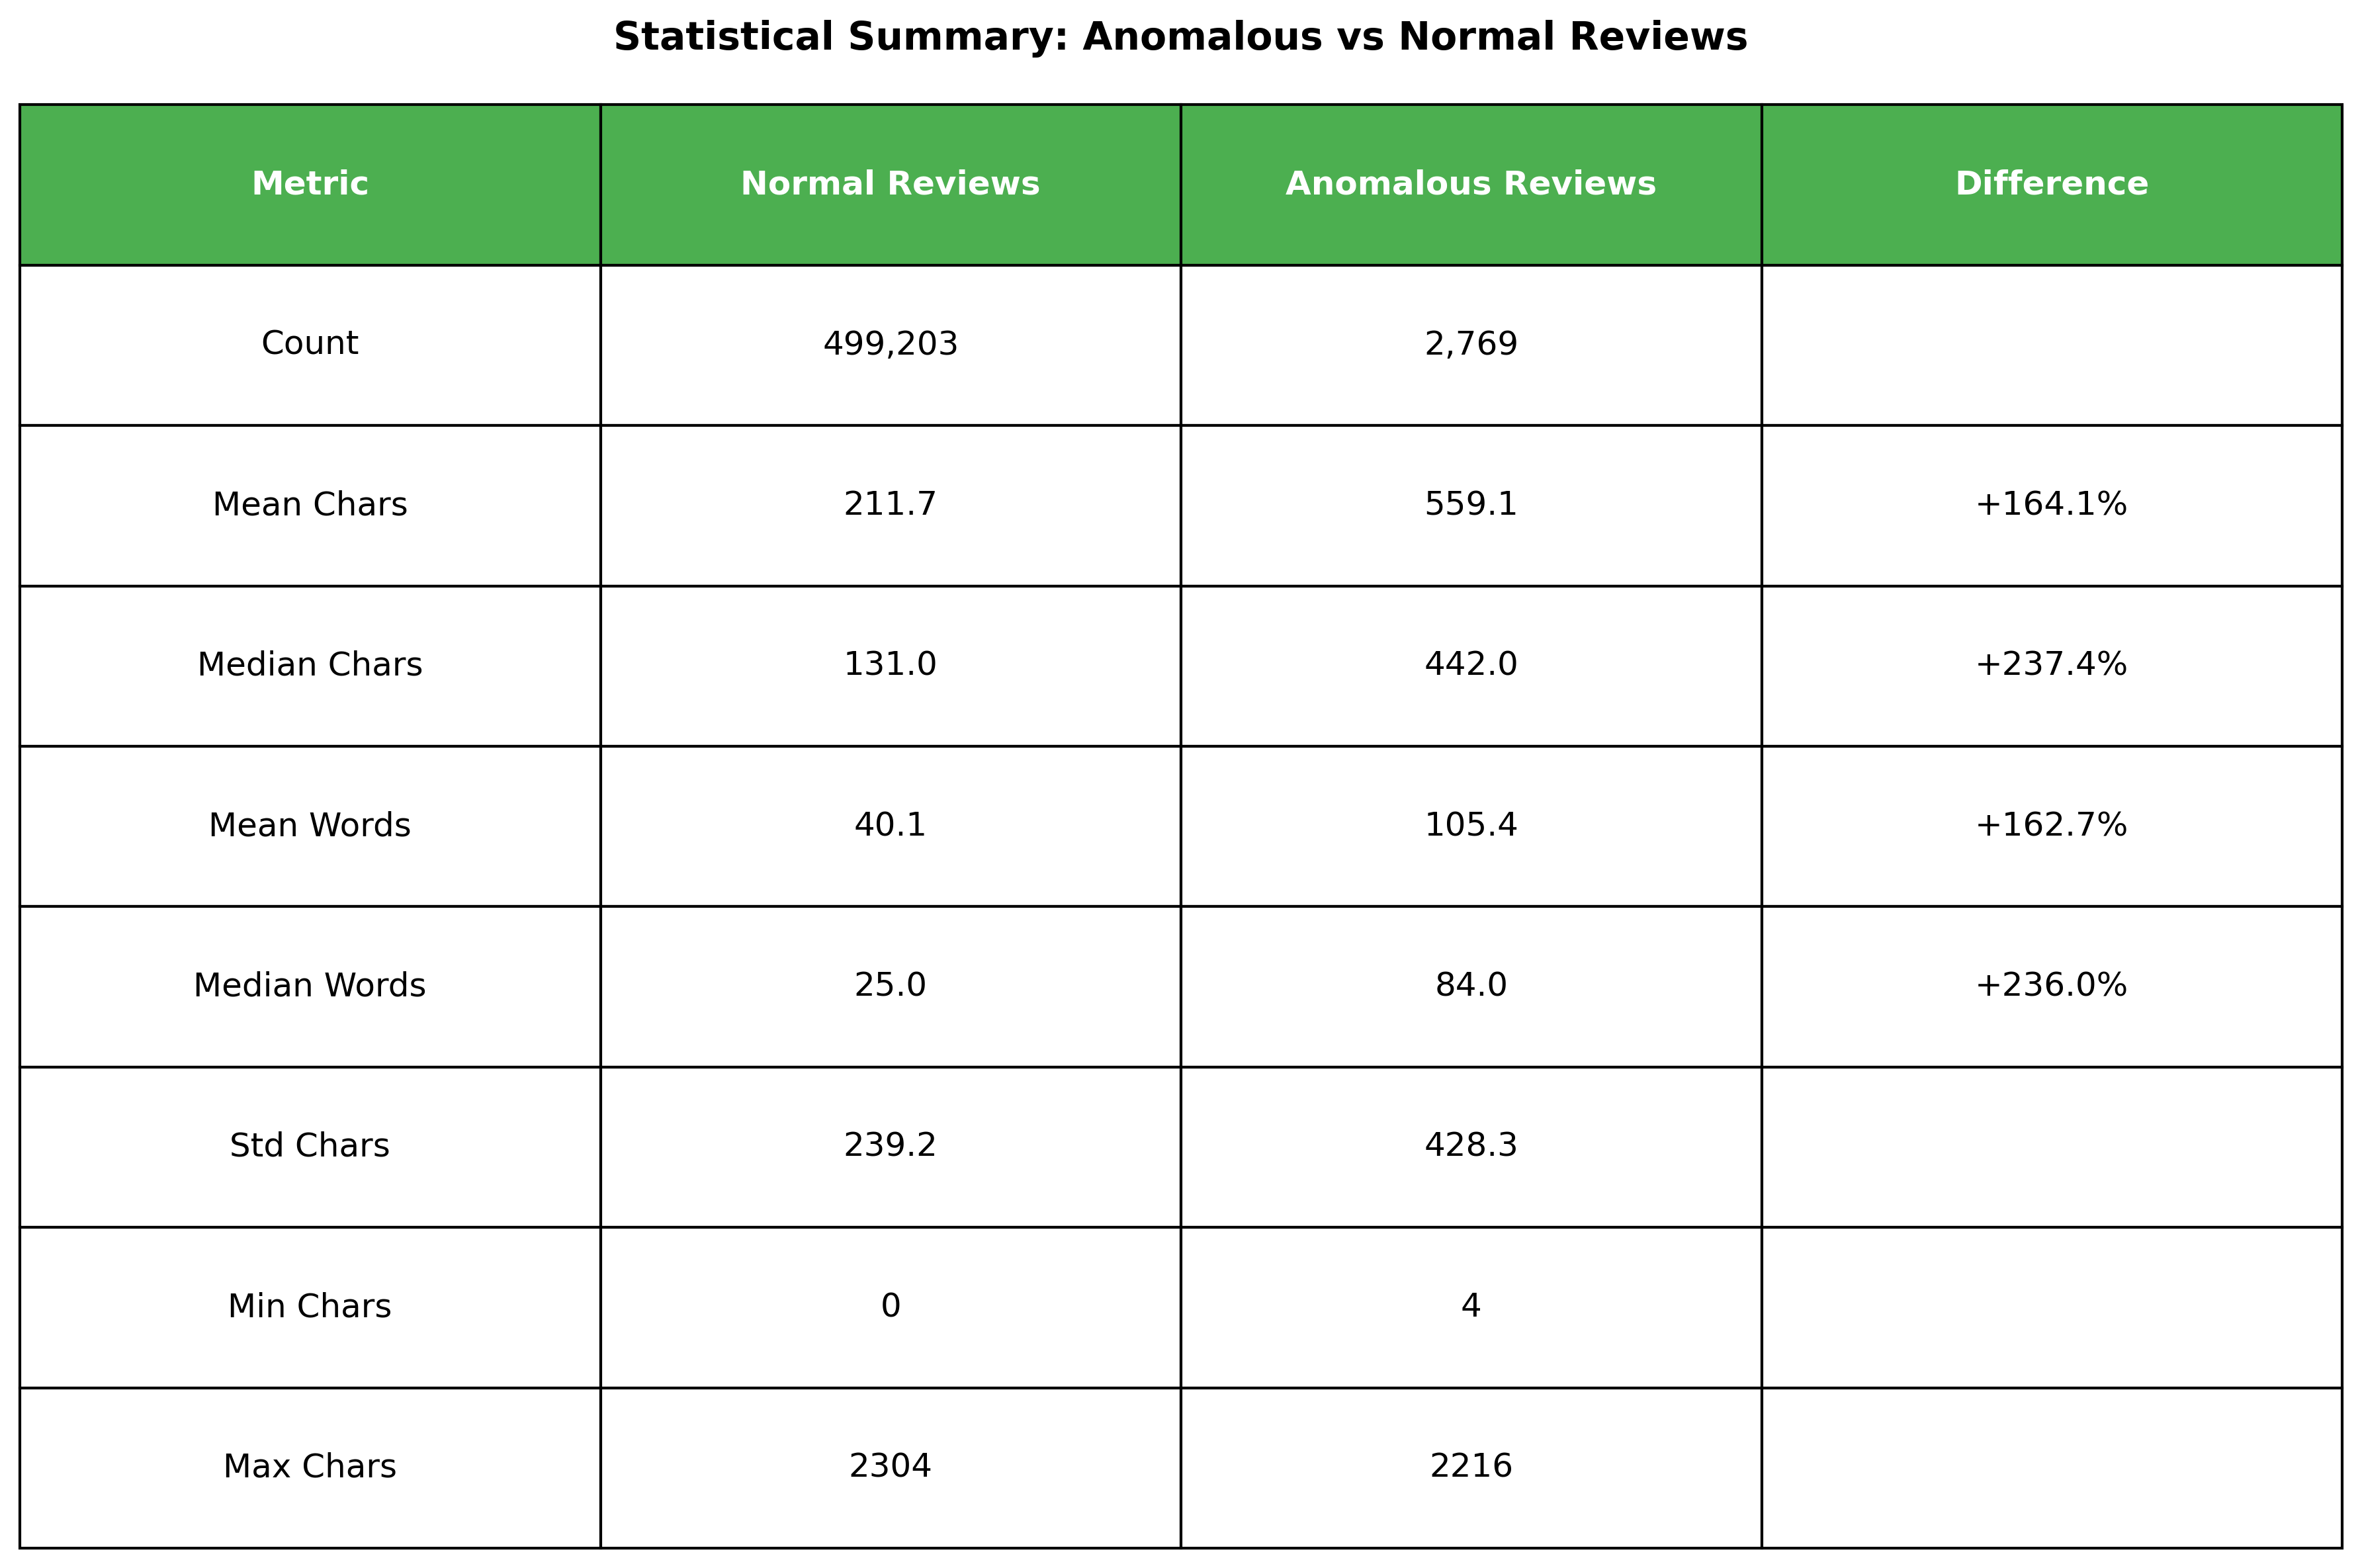 Statistical Summary: Anomalous vs Normal Reviews
Metric Normal Reviews Anomalous Reviews Difference
Count 499,203 2,769
Mean Chars 211.7 559.1 +164.1%
Median Chars 131.0 442.0 +237.4%
Mean Words 40.1 105.4 +162.7%
Median Words 25.0 84.0 +236.0%
Std Chars 239.2 428.3
Min Chars 0 4
Max Chars 2304 2216